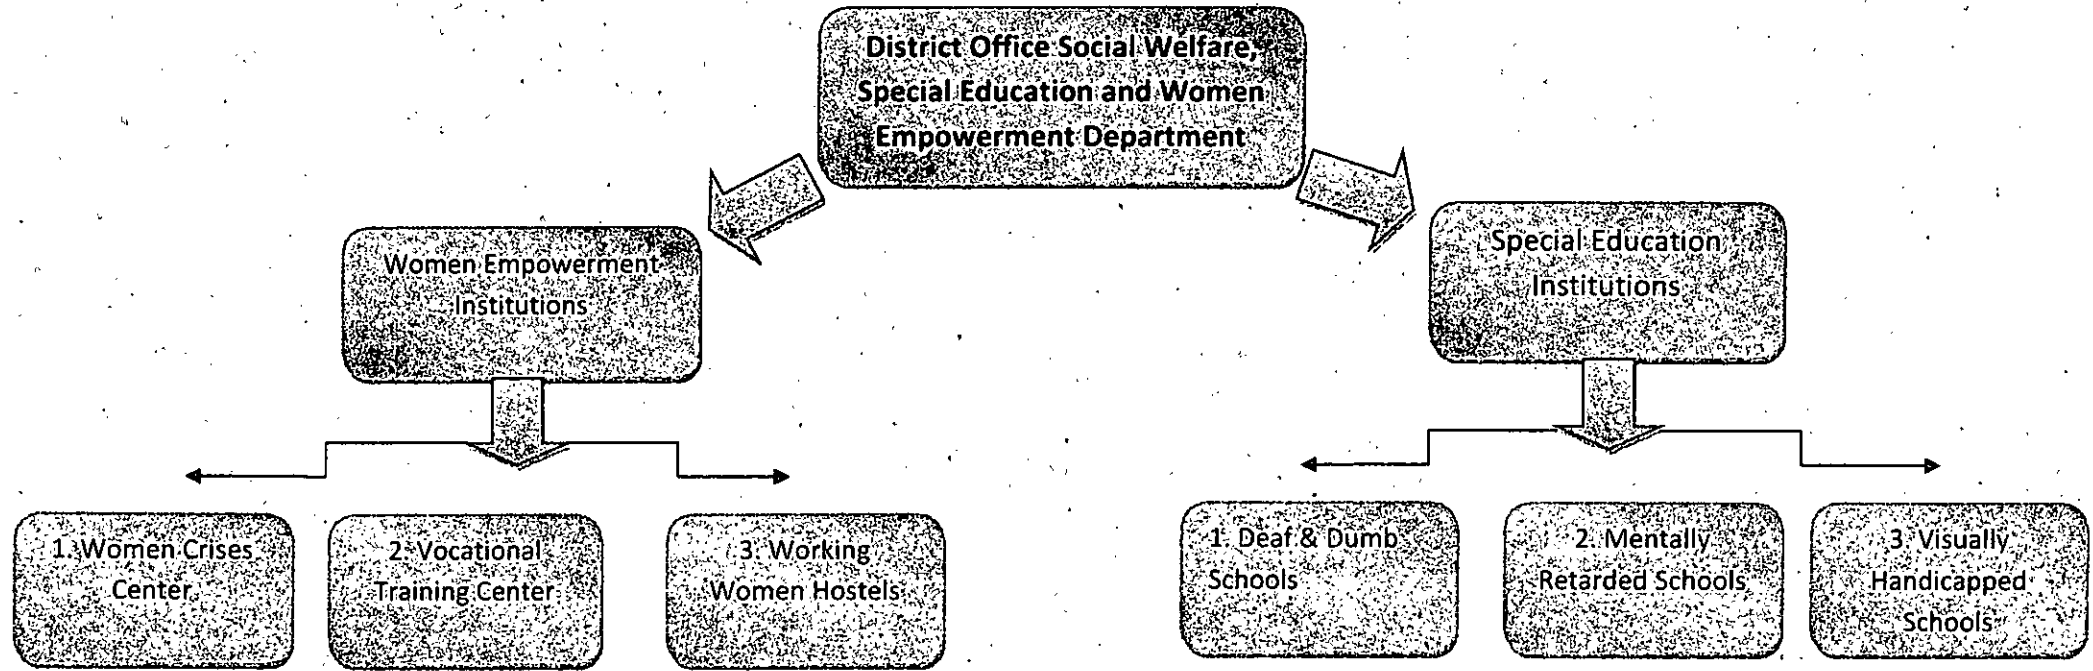 District Office Social Welfare,
Special Education and Women
Empowerment Department
Women Empowerment
Institutions
Special Education
Institutions
1. Women Crises
Center
2. Vocational
Training Center
3. Working
Women Hostels
1. Deaf & Dumb
Schools
2. Mentally
Retarded Schools
3. Visually
Handicapped
Schools